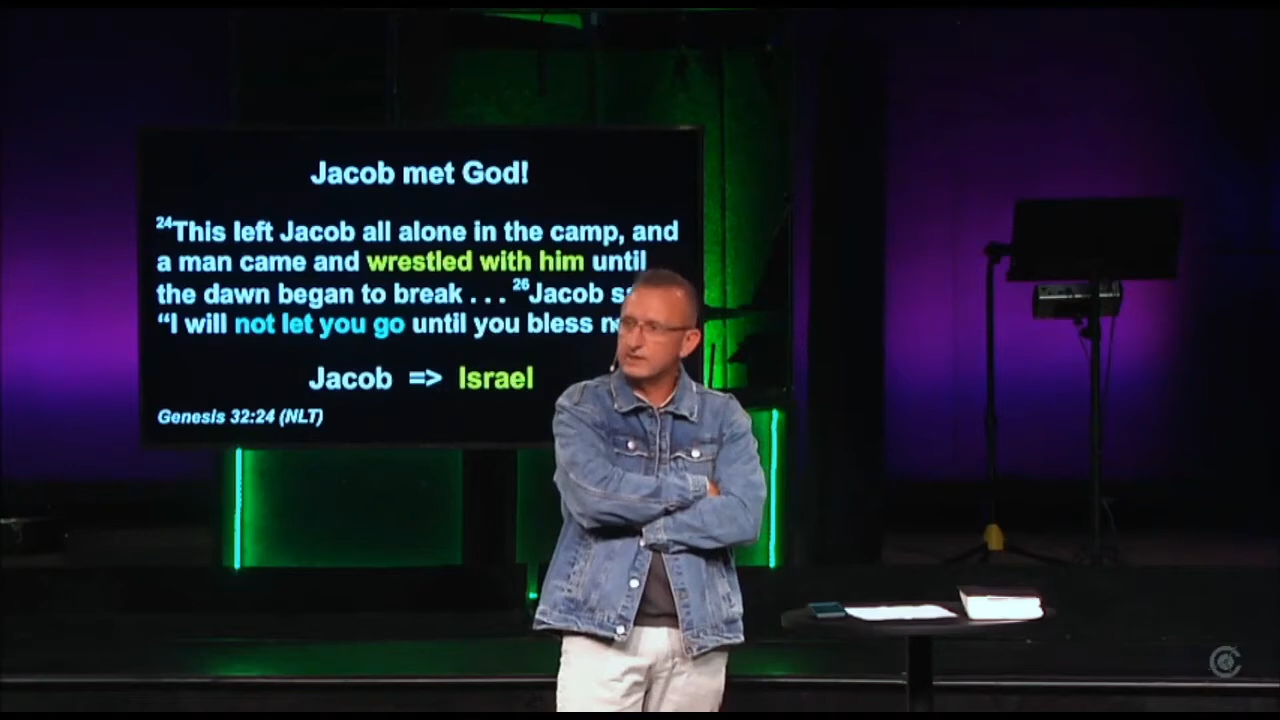 Jacob met God!
24This left Jacob all alone in the camp, and
a man came and wrestled with him until
the dawn began to break . . . 26Jacob
“I will not let you go until you bless
Jacob => Israel
Genesis 32:24 (NLT)